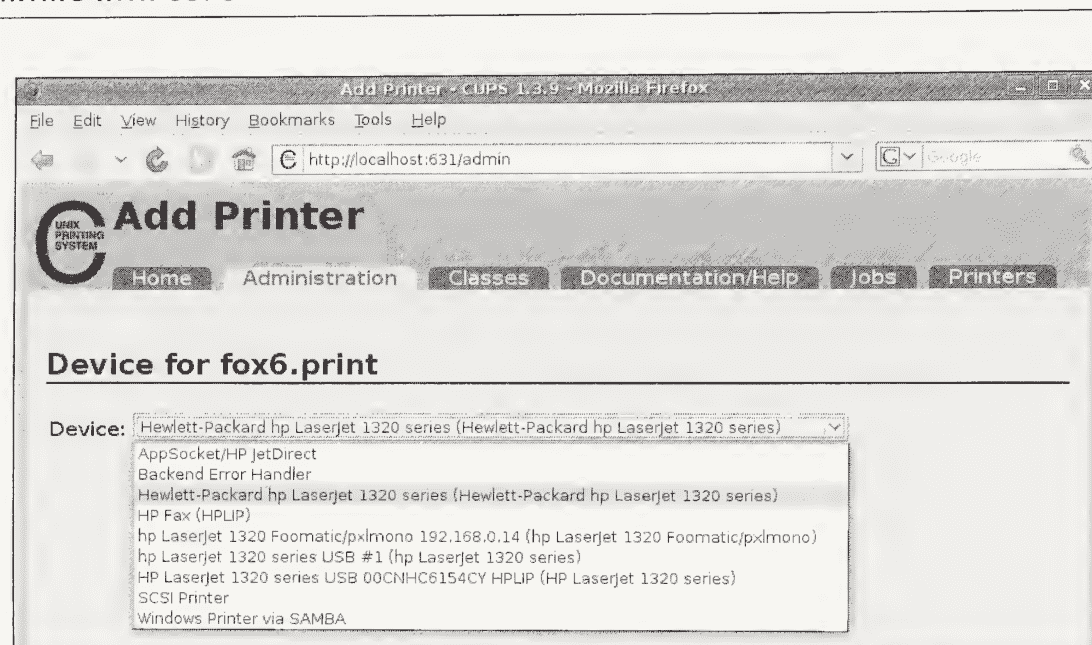 Add Printer - CUPS 1.3.9 - Mozilla Firefox
File Edit View History Bookmarks Tools Help
http://localhost:631/admin
G Google
UNIX
PRINTING
SYSTEM
Add Printer
Home Administration Classes Documentation/Help Jobs Printers
Device for fox6.print
Device: Hewlett-Packard hp LaserJet 1320 series (Hewlett-Packard hp LaserJet 1320 series)
AppSocket/HP JetDirect
Backend Error Handler
Hewlett-Packard hp LaserJet 1320 series (Hewlett-Packard hp LaserJet 1320 series)
HP Fax (HPLIP)
hp LaserJet 1320 Foomatic/pxlmono 192.168.0.14 (hp LaserJet 1320 Foomatic/pxlmono)
hp LaserJet 1320 series USB #1 (hp LaserJet 1320 series)
HP LaserJet 1320 series USB 00CNHC6154CY HPLIP (HP LaserJet 1320 series)
SCSI Printer
Windows Printer via SAMBA